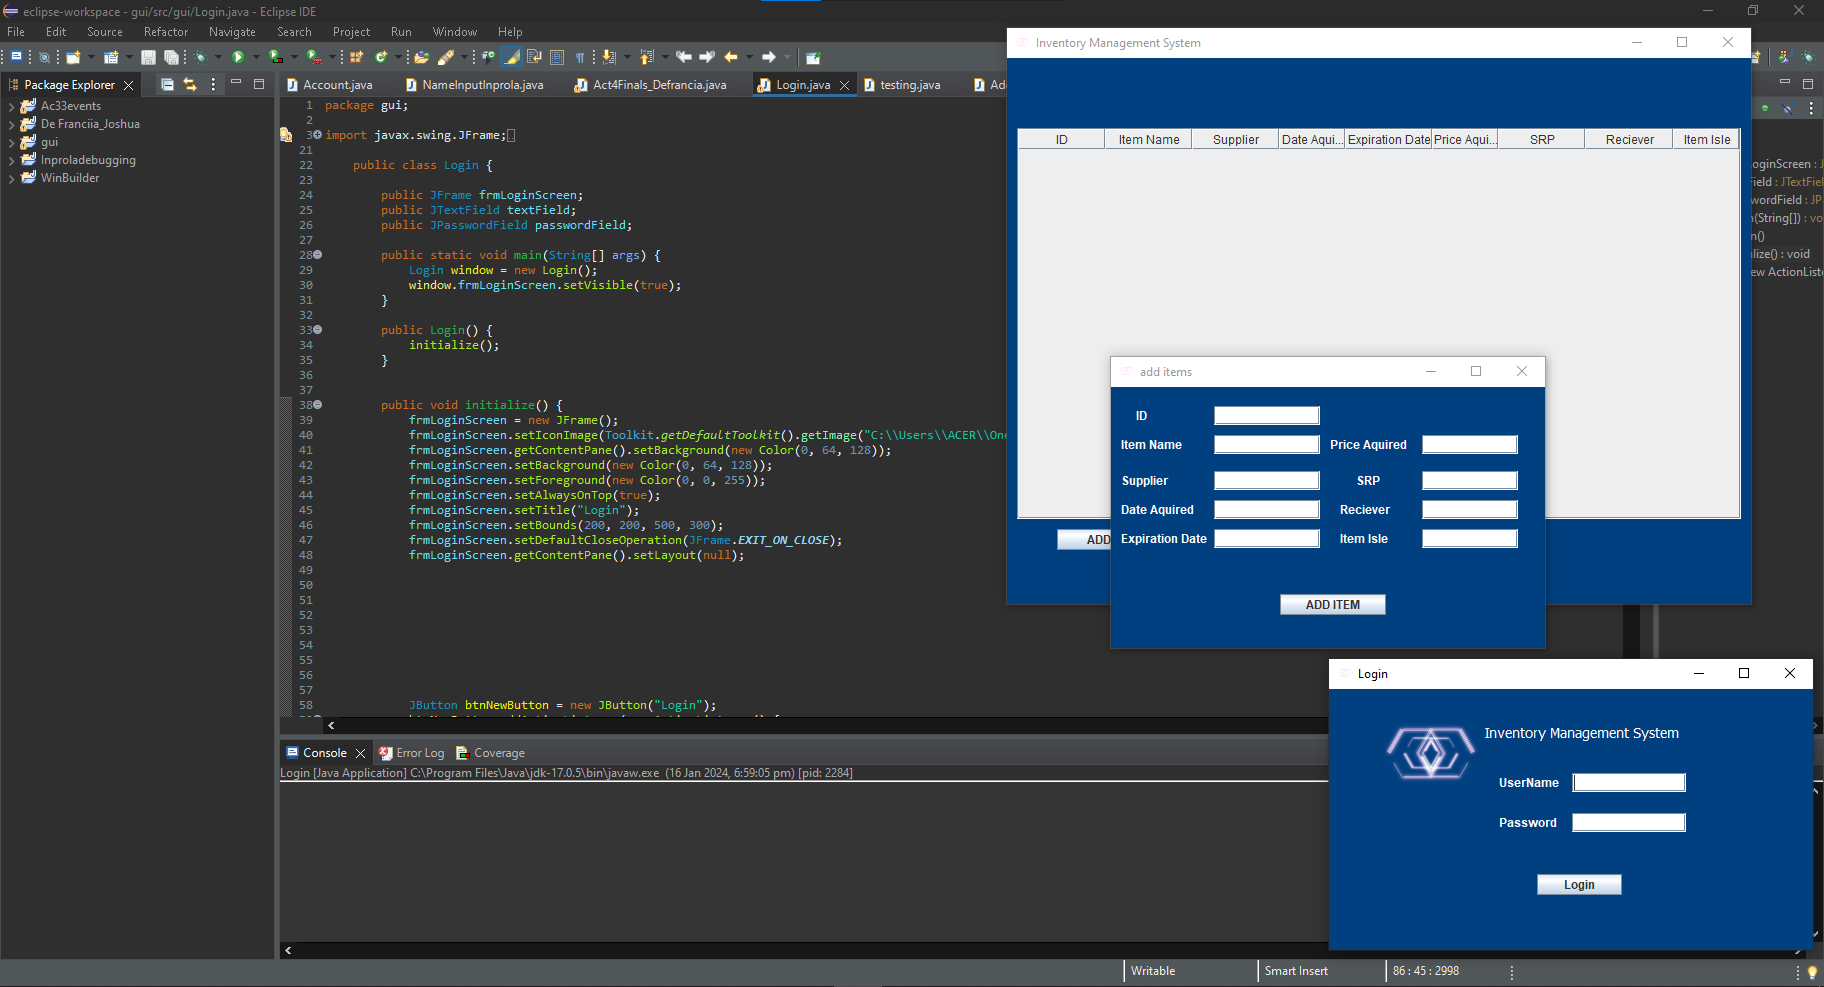 eclipse-workspace - gui/src/gui/Login.java - Eclipse IDE
File Edit Source Refactor Navigate Search Project Run Window Help
Package Explorer
Ac33events
De Franciia_Joshua
gui
Inproladebugging
WinBuilder
Account.java NameInputInprola.java Act4Finals_Defrancia.java Login.java testing.java Ad
1 package gui;
2
3 import javax.swing.JFrame;
21
22 public class Login {
23
24 public JFrame frmLoginScreen;
25 public JTextField textField;
26 public JPasswordField passwordField;
27
28 public static void main(String[] args) {
29 Login window = new Login();
30 window.frmLoginScreen.setVisible(true);
31 }
32
33 public Login() {
34 initialize();
35 }
36
37
38 public void initialize() {
39 frmLoginScreen = new JFrame();
40 frmLoginScreen.setIconImage(Toolkit.getDefaultToolkit().getImage("C:\\Users\\ACER\\One
41 frmLoginScreen.getContentPane().setBackground(new Color(0, 64, 128));
42 frmLoginScreen.setBackground(new Color(0, 64, 128));
43 frmLoginScreen.setForeground(new Color(0, 0, 255));
44 frmLoginScreen.setAlwaysOnTop(true);
45 frmLoginScreen.setTitle("Login");
46 frmLoginScreen.setBounds(200, 200, 500, 300);
47 frmLoginScreen.setDefaultCloseOperation(JFrame.EXIT_ON_CLOSE);
48 frmLoginScreen.getContentPane().setLayout(null);
49
50
51
52
53
54
55
56
57
58 JButton btnNewButton = new JButton("Login");
Inventory Management System
ID Item Name Supplier Date Aqui... Expiration Date Price Aqui... SRP Reciever Item Isle
ADD
add items
ID
Item Name Price Aquired
Supplier SRP
Date Aquired Reciever
Expiration Date Item Isle
ADD ITEM
oginScreen : J
ield : JTextFie
wordField : JP
n(String[]) : vo
n()
lize() : void
ew ActionListe
Login
Inventory Management System
UserName
Password
Login
Console Error Log Coverage
Login [Java Application] C:\Program Files\Java\jdk-17.0.5\bin\javaw.exe (16 Jan 2024, 6:59:05 pm) [pid: 2284]
Writable Smart Insert 86 : 45 : 2998